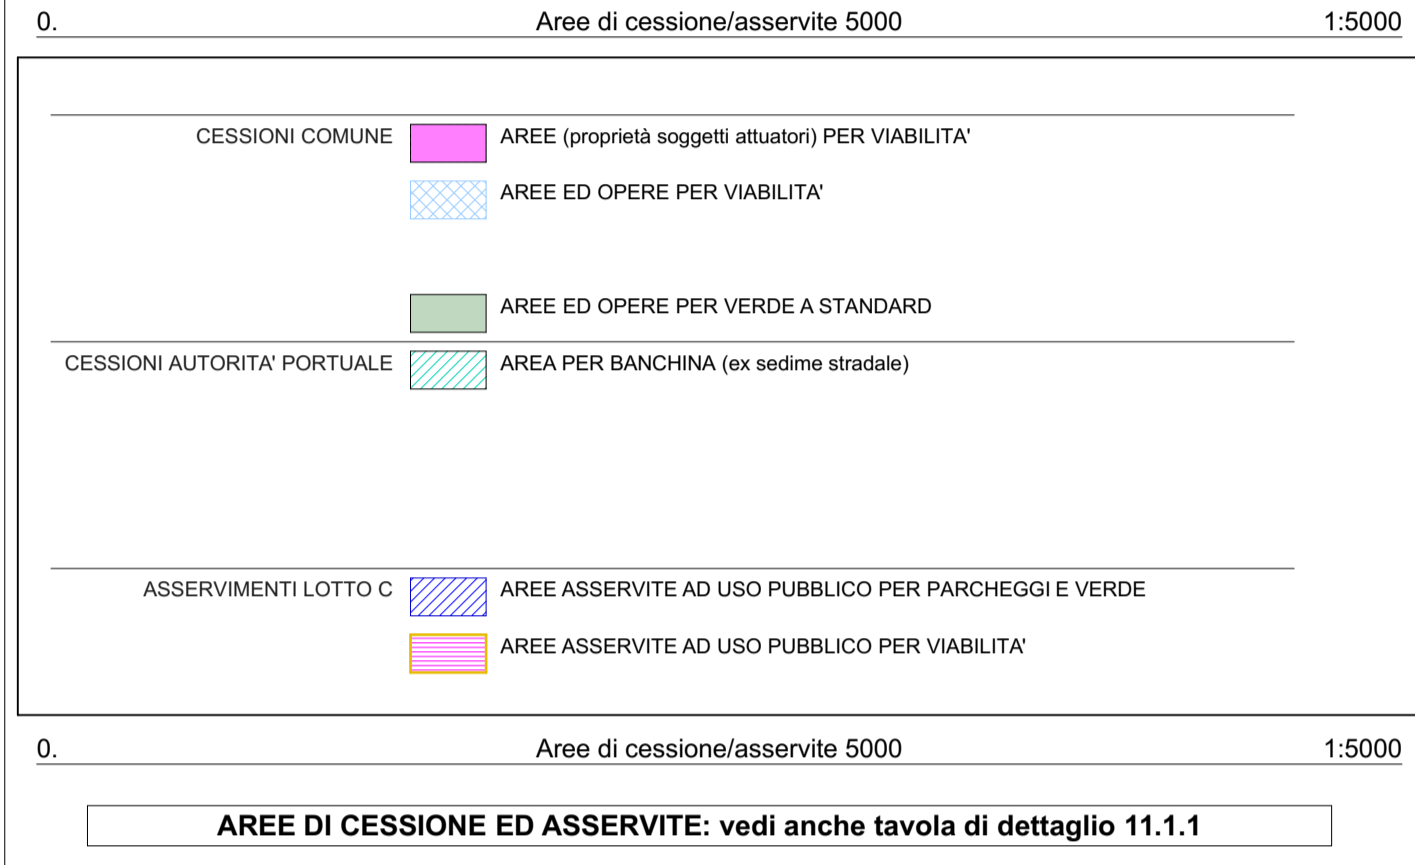 0. Aree di cessione/asservite 5000 1:5000
CESSIONI COMUNE AREE (proprietà soggetti attuatori) PER VIABILITA'
AREE ED OPERE PER VIABILITA'
AREE ED OPERE PER VERDE A STANDARD
CESSIONI AUTORITA' PORTUALE AREA PER BANCHINA (ex sedime stradale)
ASSERVIMENTI LOTTO C AREE ASSERVITE AD USO PUBBLICO PER PARCHEGGI E VERDE
AREE ASSERVITE AD USO PUBBLICO PER VIABILITA'
0. Aree di cessione/asservite 5000 1:5000
AREE DI CESSIONE ED ASSERVITE: vedi anche tavola di dettaglio 11.1.1